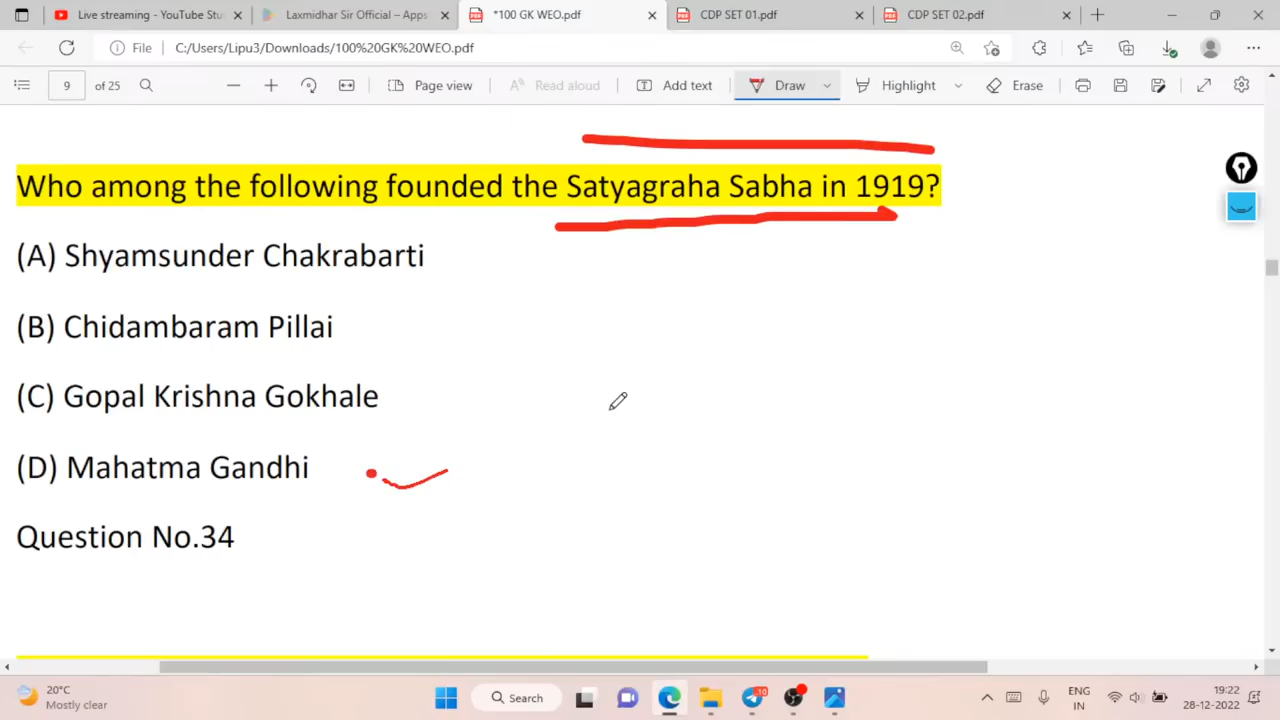 Live streaming - YouTube Stu
Laxmidhar Sir Official – Apps
*100 GK WEO.pdf
CDP SET 01.pdf
CDP SET 02.pdf
File
C:/Users/Lipu3/Downloads/100%20GK%20WEO.pdf
9 of 25
Page view
Read aloud
Add text
Draw
Highlight
Erase
Who among the following founded the Satyagraha Sabha in 1919?
(A) Shyamsunder Chakrabarti
(B) Chidambaram Pillai
(C) Gopal Krishna Gokhale
(D) Mahatma Gandhi
Question No.34
20°C
Mostly clear
Search
10
ENG
IN
19:22
28-12-2022